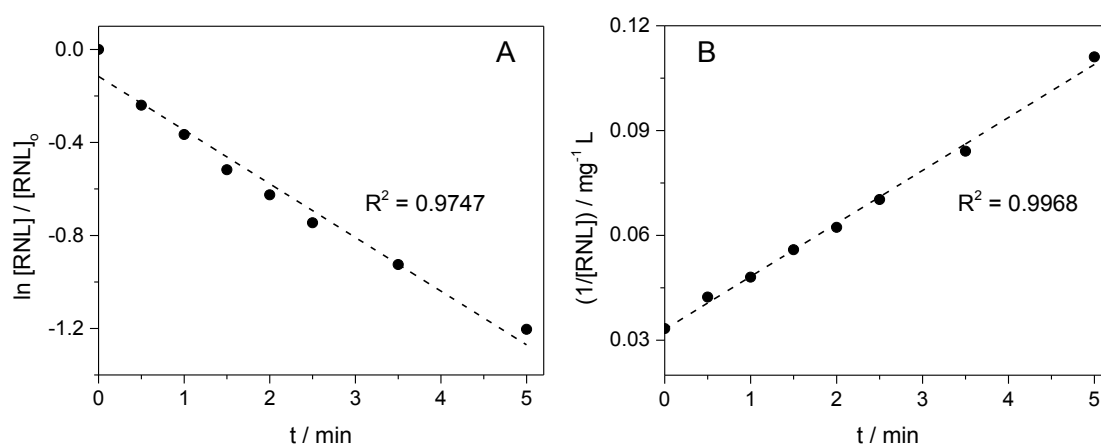 A
0.0
-0.4
-0.8
-1.2
ln [RNL] / [RNL]o
R2 = 0.9747
0 1 2 3 4 5
t / min
B
0.12
0.09
0.06
0.03
(1/[RNL]) / mg-1 L
R2 = 0.9968
0 1 2 3 4 5
t / min